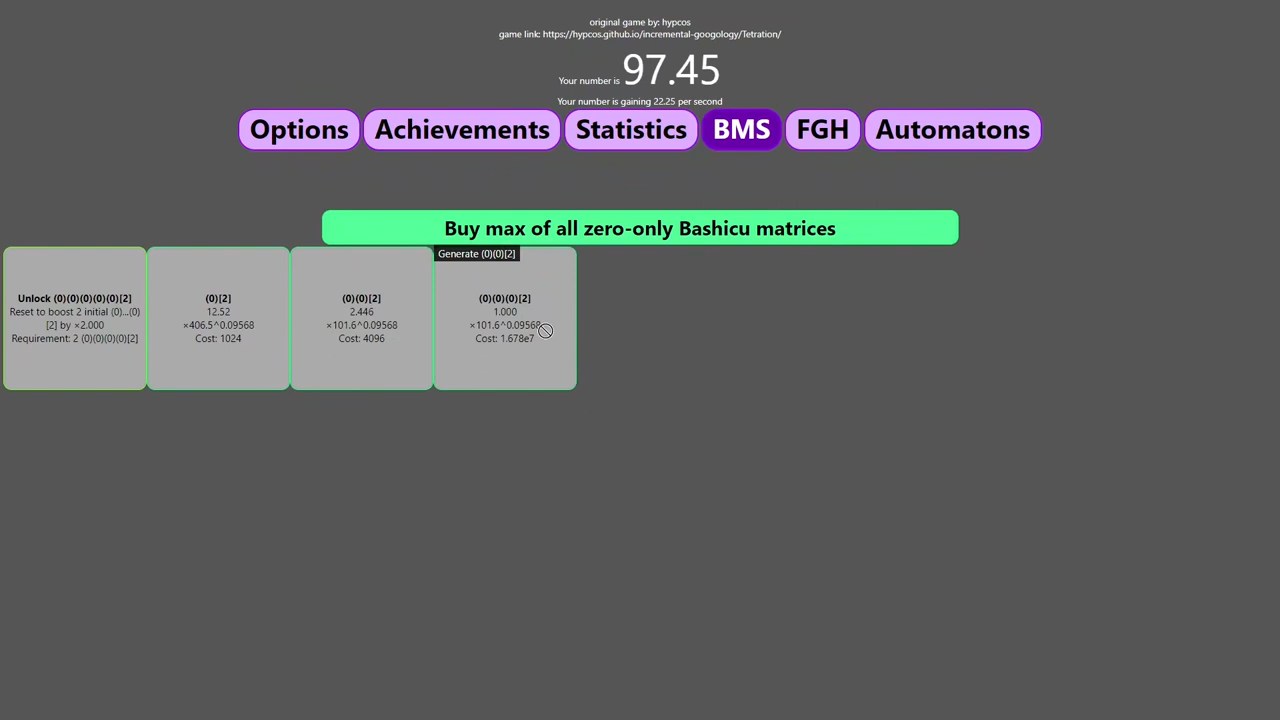 original game by: hypcos
game link: https://hypcos.github.io/incremental-googology/Tetration/
Your number is 97.45
Your number is gaining 22.25 per second
Options Achievements Statistics BMS FGH Automatons
Buy max of all zero-only Bashicu matrices
Generate (0)(0)[2]
Unlock (0)(0)(0)(0)(0)[2]
Reset to boost 2 initial (0)...(0)
[2] by ×2.000
Requirement: 2 (0)(0)(0)(0)[2]
(0)[2]
12.52
×406.5^0.09568
Cost: 1024
(0)(0)[2]
2.446
×101.6^0.09568
Cost: 4096
(0)(0)(0)[2]
1.000
×101.6^0.09568
Cost: 1.678e7